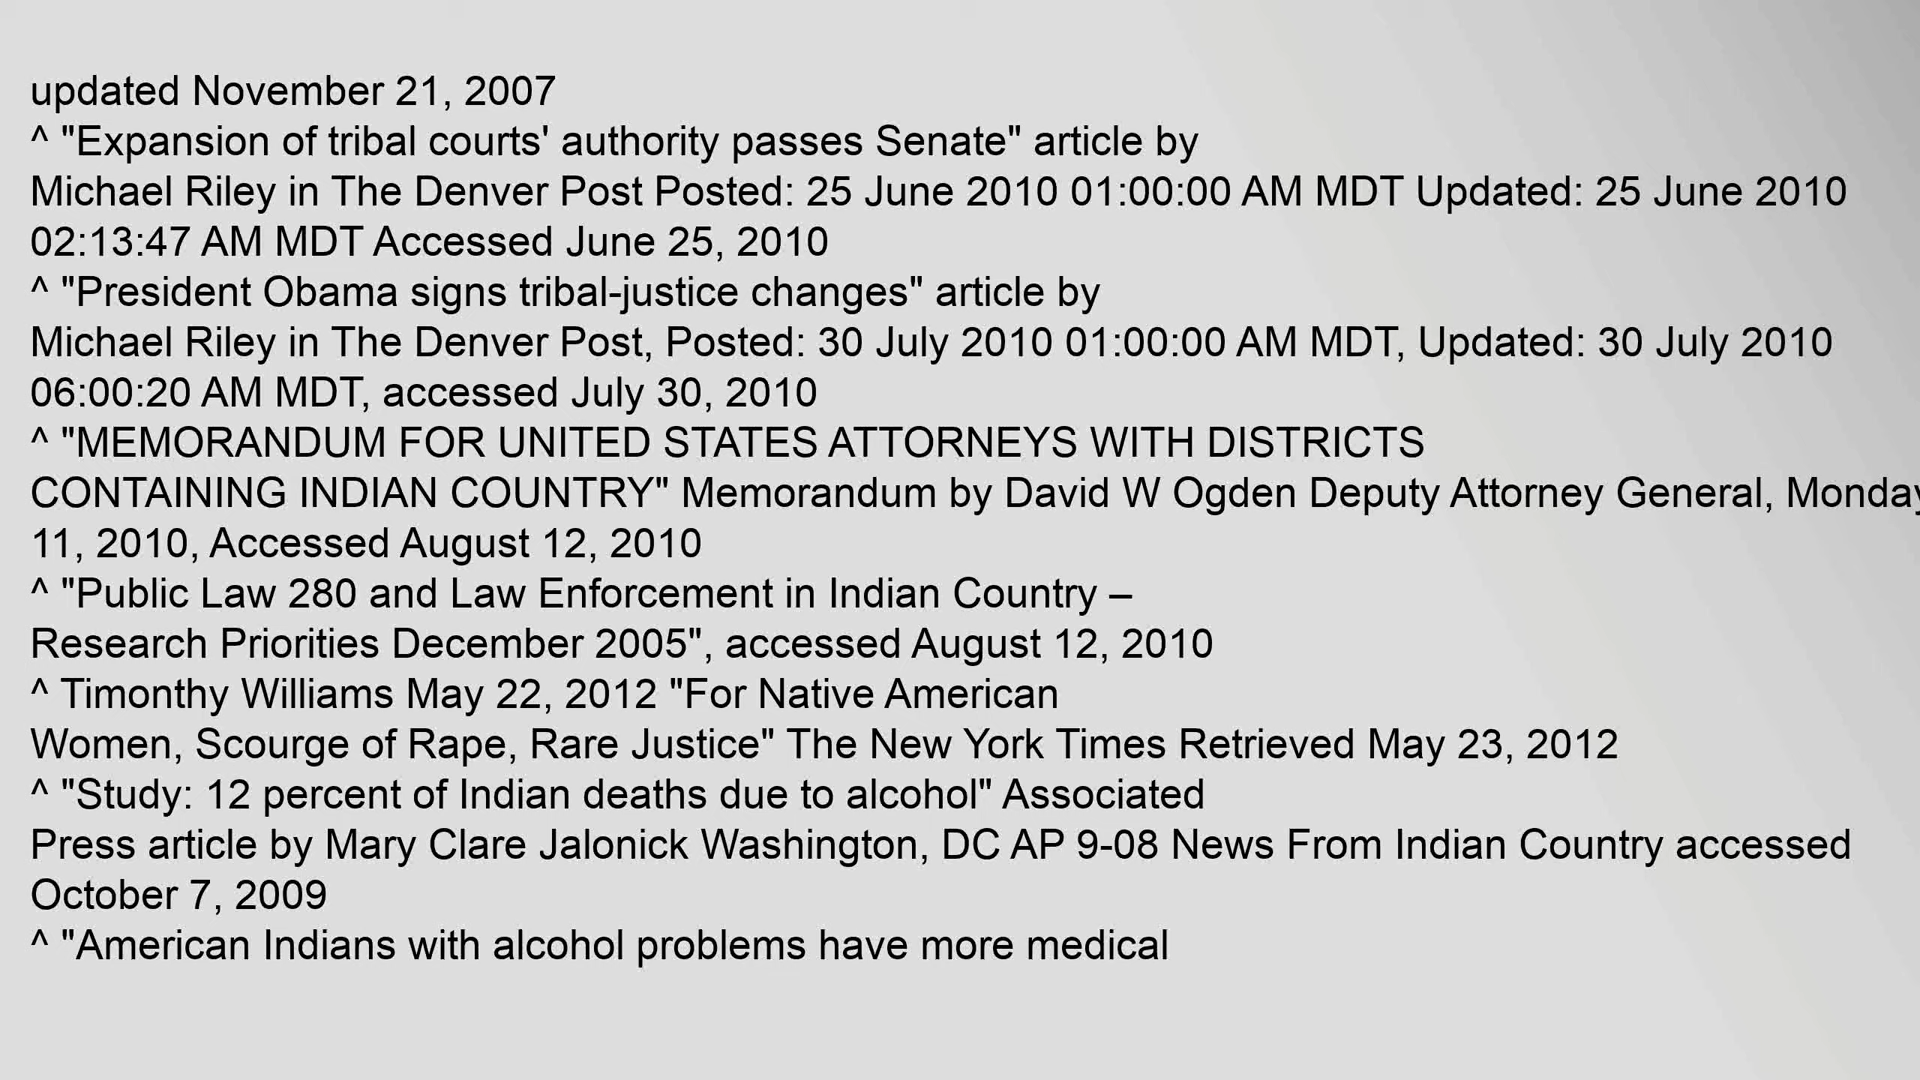 updated November 21, 2007
^ "Expansion of tribal courts' authority passes Senate" article by
Michael Riley in The Denver Post Posted: 25 June 2010 01:00:00 AM MDT Updated: 25 June 2010
02:13:47 AM MDT Accessed June 25, 2010
^ "President Obama signs tribal-justice changes" article by
Michael Riley in The Denver Post, Posted: 30 July 2010 01:00:00 AM MDT, Updated: 30 July 2010
06:00:20 AM MDT, accessed July 30, 2010
^ "MEMORANDUM FOR UNITED STATES ATTORNEYS WITH DISTRICTS
CONTAINING INDIAN COUNTRY" Memorandum by David W Ogden Deputy Attorney General, Monday
11, 2010, Accessed August 12, 2010
^ "Public Law 280 and Law Enforcement in Indian Country –
Research Priorities December 2005", accessed August 12, 2010
^ Timonthy Williams May 22, 2012 "For Native American
Women, Scourge of Rape, Rare Justice" The New York Times Retrieved May 23, 2012
^ "Study: 12 percent of Indian deaths due to alcohol" Associated
Press article by Mary Clare Jalonick Washington, DC AP 9-08 News From Indian Country accessed
October 7, 2009
^ "American Indians with alcohol problems have more medical